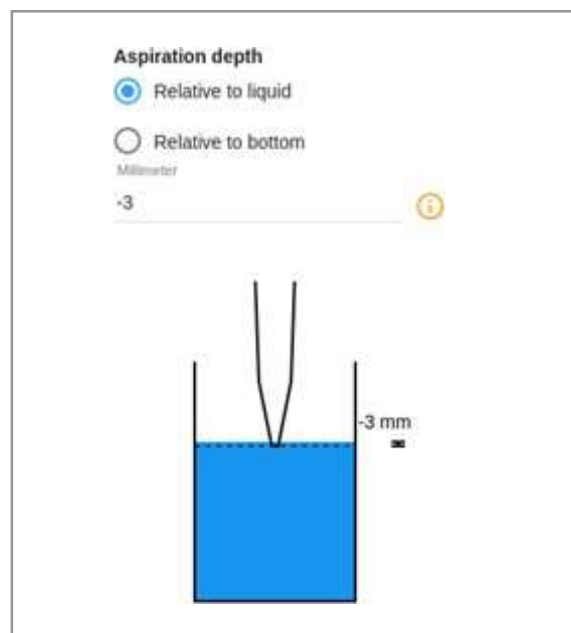 Aspiration depth
Relative to liquid
Relative to bottom
Millimeter
-3
-3 mm